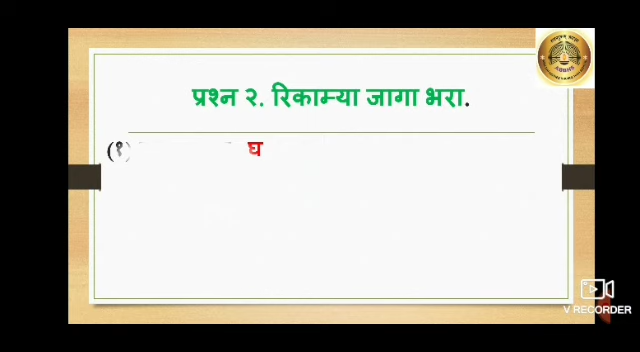 प्रश्न २. रिकाम्या जागा भरा.
(१) घ
V RECORDER